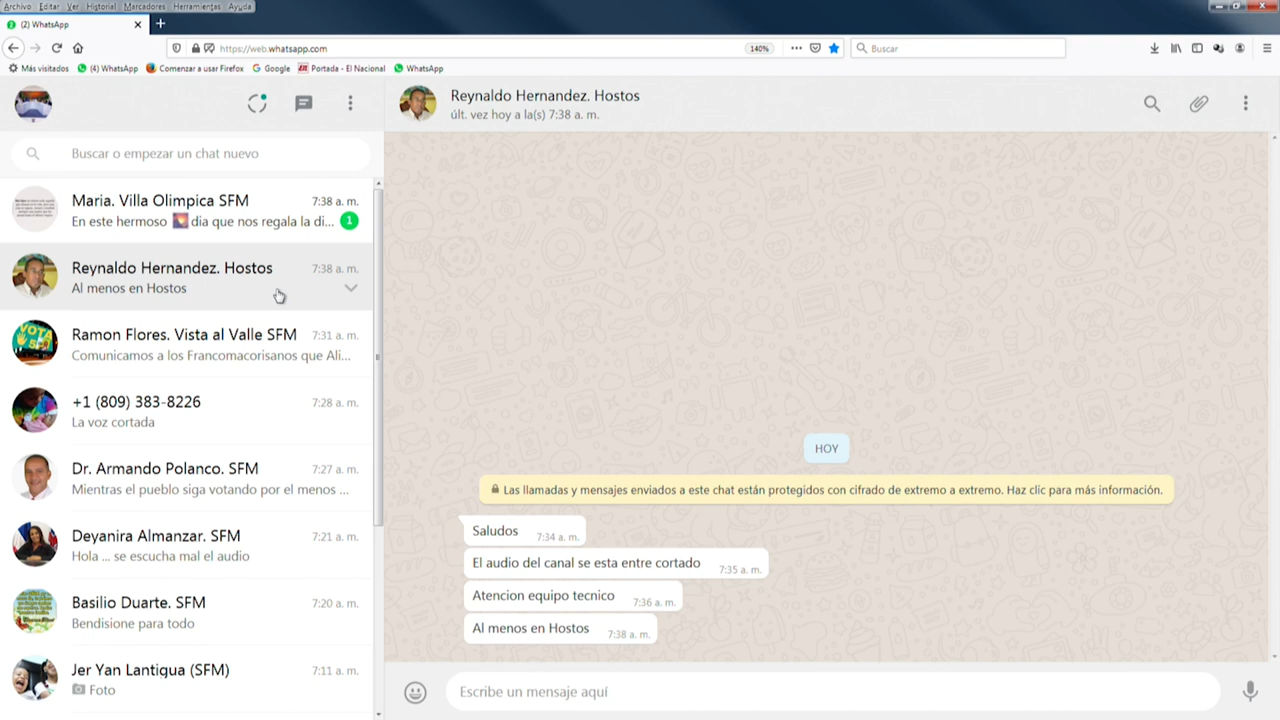 Archivo Editar Ver Historial Marcadores Herramientas Ayuda
(2) WhatsApp
https://web.whatsapp.com
140%
Buscar
Más visitados (4) WhatsApp Comenzar a usar Firefox Google Portada - El Nacional WhatsApp
Reynaldo Hernandez. Hostos
últ. vez hoy a la(s) 7:38 a. m.
Buscar o empezar un chat nuevo
Maria. Villa Olimpica SFM 7:38 a. m.
En este hermoso dia que nos regala la di... 1
Reynaldo Hernandez. Hostos 7:38 a. m.
Al menos en Hostos
Ramon Flores. Vista al Valle SFM 7:31 a. m.
Comunicamos a los Francomacorisanos que Ali...
+1 (809) 383-8226 7:28 a. m.
La voz cortada
Dr. Armando Polanco. SFM 7:27 a. m.
Mientras el pueblo siga votando por el menos ...
Deyanira Almanzar. SFM 7:21 a. m.
Hola ... se escucha mal el audio
Basilio Duarte. SFM 7:20 a. m.
Bendisione para todo
Jer Yan Lantigua (SFM) 7:11 a. m.
Foto
HOY
Las llamadas y mensajes enviados a este chat están protegidos con cifrado de extremo a extremo. Haz clic para más información.
Saludos 7:34 a. m.
El audio del canal se esta entre cortado 7:35 a. m.
Atencion equipo tecnico 7:36 a. m.
Al menos en Hostos 7:38 a. m.
Escribe un mensaje aquí
VOTA